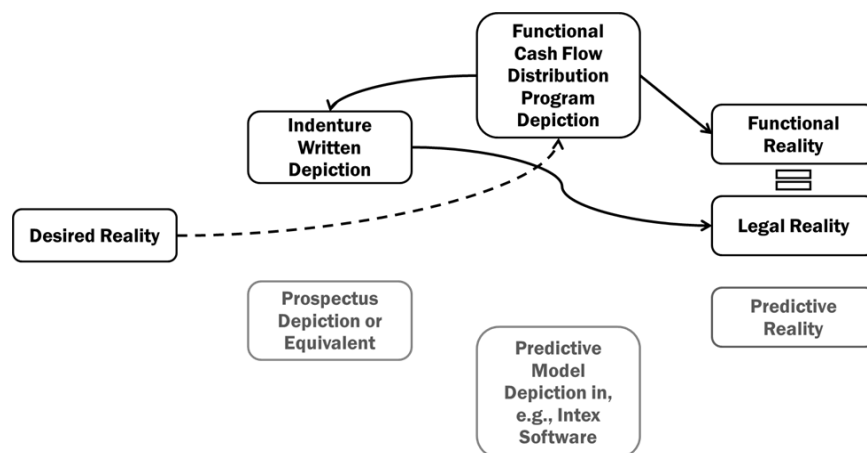 Functional
Cash Flow
Distribution
Program
Depiction
Indenture
Written
Depiction
Functional
Reality
Desired Reality
Legal Reality
Prospectus
Depiction or
Equivalent
Predictive
Reality
Predictive
Model
Depiction in,
e.g., Intex
Software